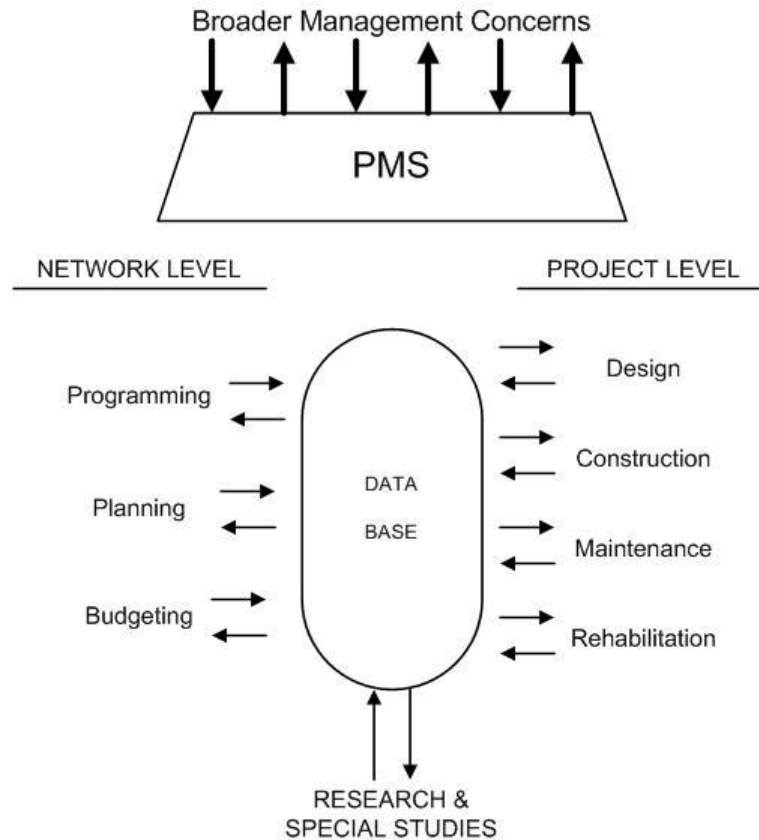 Broader Management Concerns
PMS
NETWORK LEVEL
PROJECT LEVEL
Programming
Planning
Budgeting
DATA
BASE
Design
Construction
Maintenance
Rehabilitation
RESEARCH &
SPECIAL STUDIES